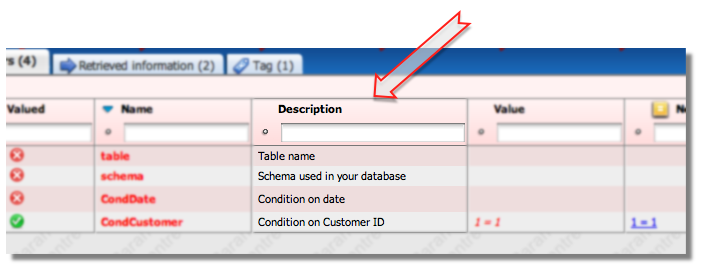 s (4) Retrieved information (2) Tag (1)
Valued Name Description Value
table Table name
schema Schema used in your database
CondDate Condition on date
CondCustomer Condition on Customer ID 1 = 1 1 = 1